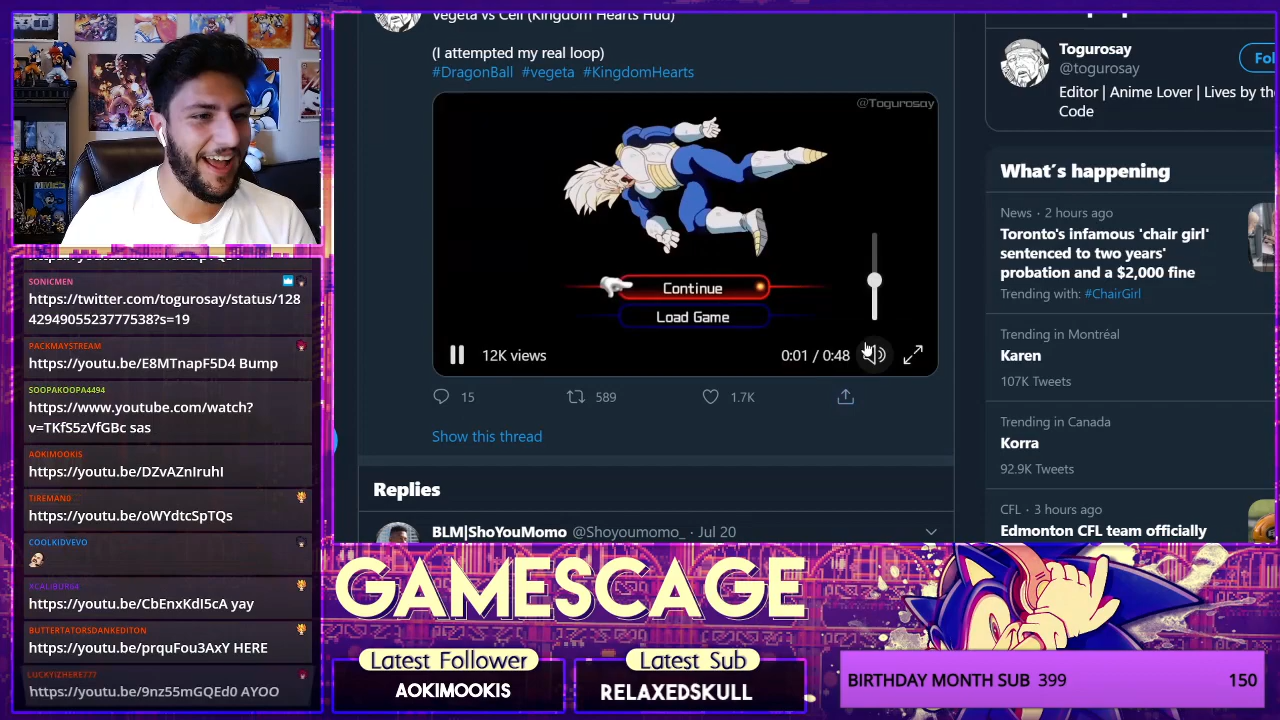 SONICMEN
https://twitter.com/togurosay/status/128
4294905523777538?s=19
PACKMAYSTREAM
https://youtu.be/E8MTnapF5D4 Bump
SOOPAKOOPA4494
https://www.youtube.com/watch?
v=TKfS5zVfGBc sas
AOKIMOOKIS
https://youtu.be/DZvAZnIruhI
TIREMAN0
https://youtu.be/oWYdtcSpTQs
COOLKIDVEVO
XCALIBUR64
https://youtu.be/CbEnxKdI5cA yay
BUTTERTATORSDANKEDITON
https://youtu.be/prquFou3AxY HERE
LUCKYIZHERE777
https://youtu.be/9nz55mGQEd0 AYOO
Vegeta vs Cell (Kingdom Hearts Hud)
(I attempted my real loop)
#DragonBall #vegeta #KingdomHearts
@Togurosay
Continue
Load Game
12K views
0:01 / 0:48
15
589
1.7K
Show this thread
Replies
BLM|ShoYouMomo @Shoyoumomo_ · Jul 20
Togurosay
@togurosay
Fol
Editor | Anime Lover | Lives by the
Code
What's happening
News · 2 hours ago
Toronto's infamous 'chair girl'
sentenced to two years'
probation and a $2,000 fine
Trending with: #ChairGirl
Trending in Montréal
Karen
107K Tweets
Trending in Canada
Korra
92.9K Tweets
CFL · 3 hours ago
Edmonton CFL team officially
GAMESCAGE
Latest Follower
AOKIMOOKIS
Latest Sub
RELAXEDSKULL
BIRTHDAY MONTH SUB 399
150